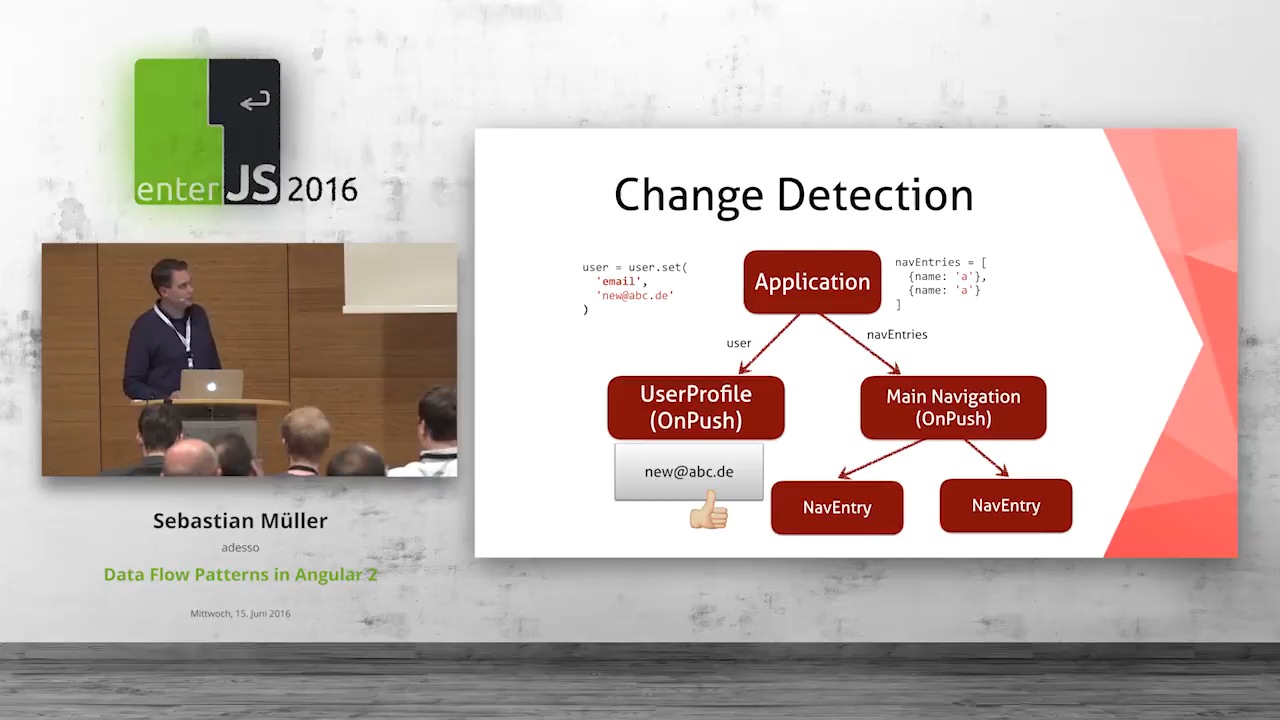 enterJS 2016
Sebastian Müller
adesso
Data Flow Patterns in Angular 2
Mittwoch, 15. Juni 2016
Change Detection
user = user.set(
'email',
'new@abc.de'
)
Application
navEntries = [
{name: 'a'},
{name: 'a'}
]
user
navEntries
UserProfile
(OnPush)
Main Navigation
(OnPush)
new@abc.de
NavEntry
NavEntry